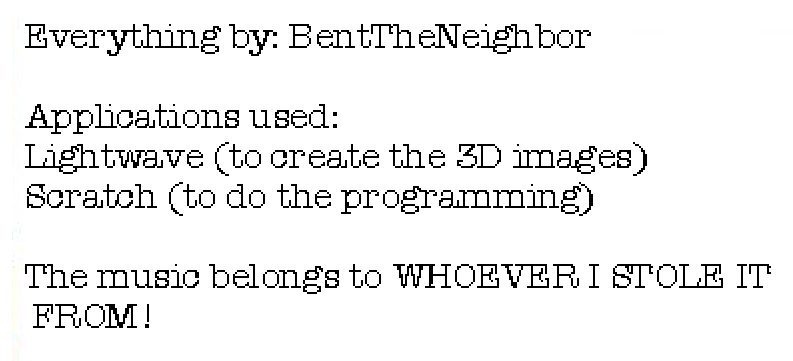 Everything by: BentTheNeighbor
Applications used:
Lightwave (to create the 3D images)
Scratch (to do the programming)
The music belongs to WHOEVER I STOLE IT
FROM!